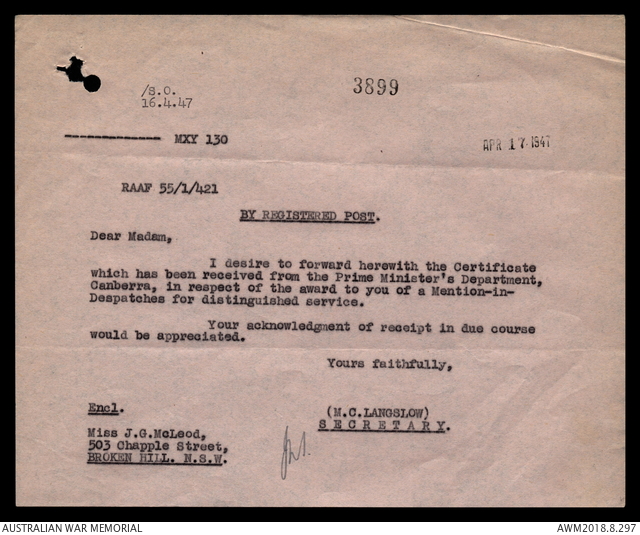 /S.O.
16.4.47
3899
MXY 130
APR 17 1947
RAAF 55/1/421
BY REGISTERED POST.
Dear Madam,
I desire to forward herewith the Certificate
which has been received from the Prime Minister's Department,
Canberra, in respect of the award to you of a Mention-in-
Despatches for distinguished service.
Your acknowledgment of receipt in due course
would be appreciated.
Yours faithfully,
(M.C.LANGSLOW)
SECRETARY.
Encl.
Miss J.G.McLeod,
503 Chapple Street,
BROKEN HILL. N.S.W.
AUSTRALIAN WAR MEMORIAL
AWM2018.8.297